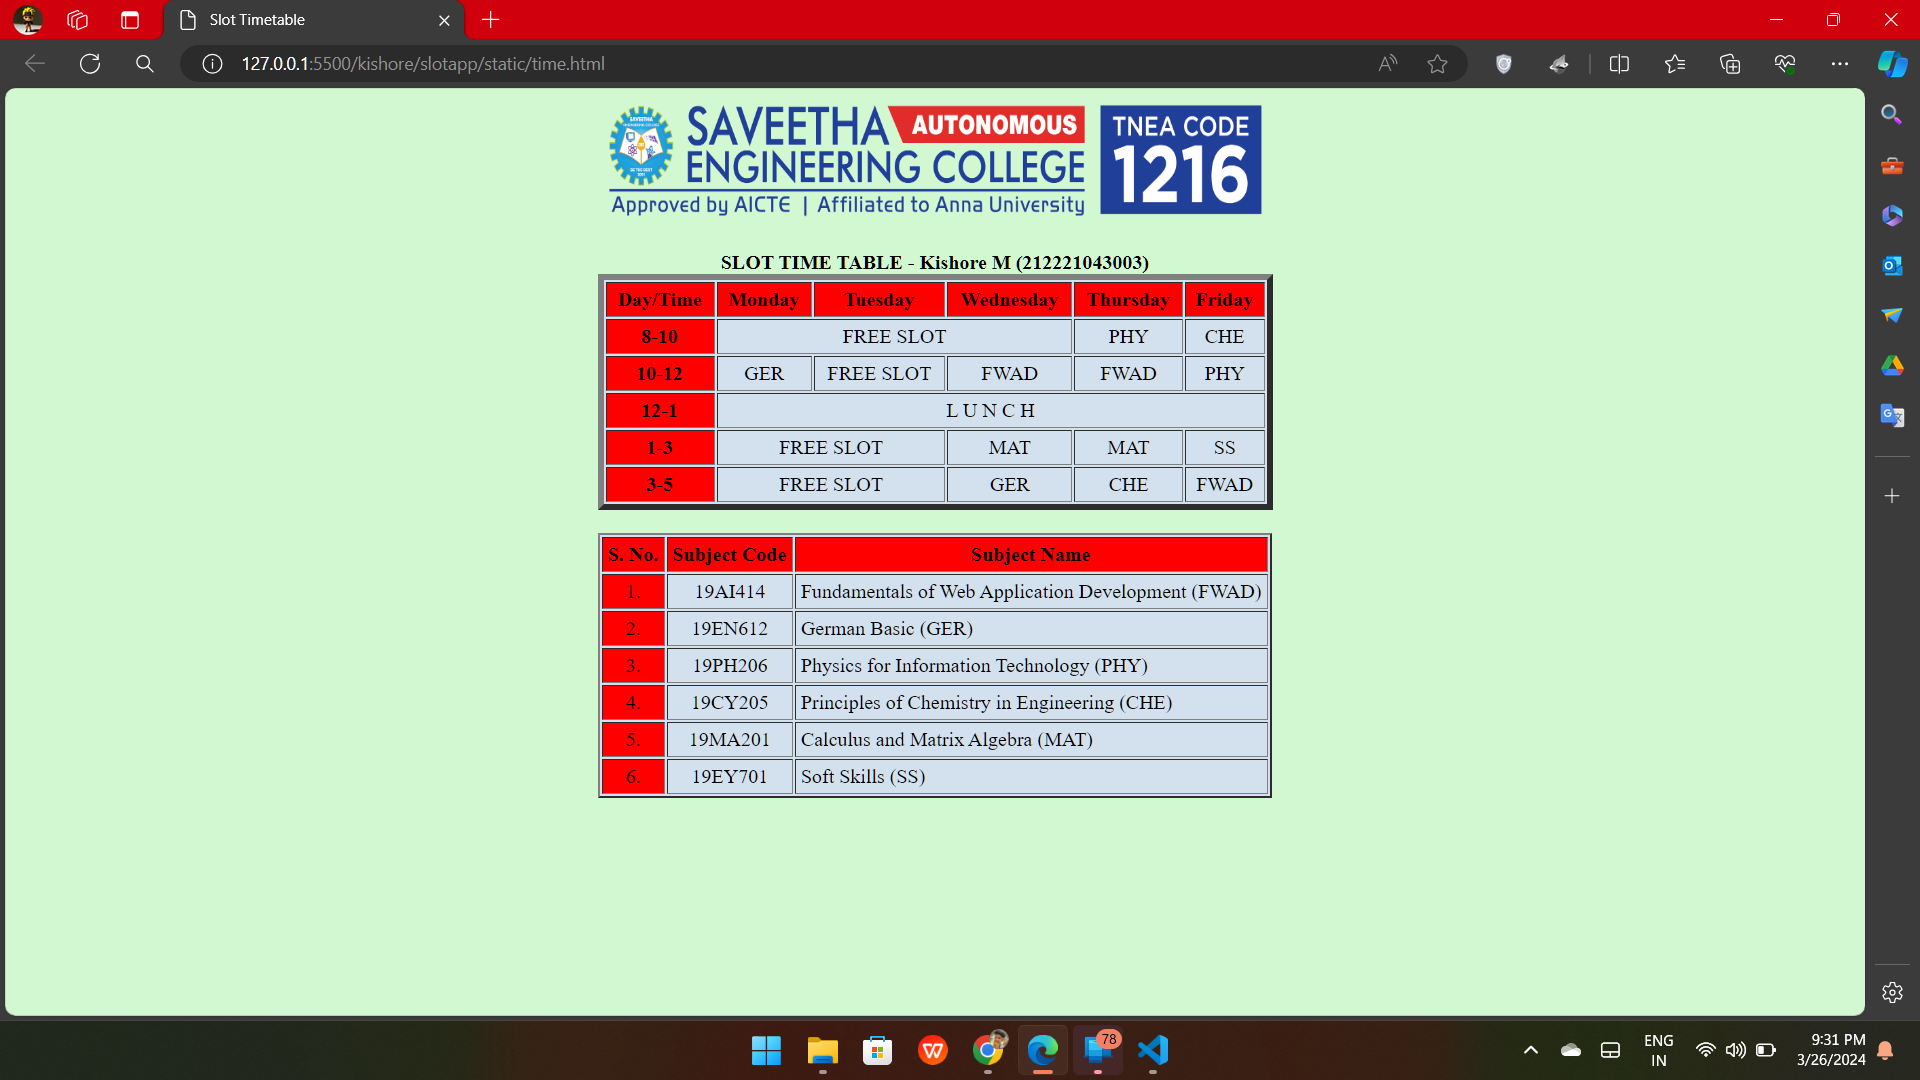 Slot Timetable
127.0.0.1:5500/kishore/slotapp/static/time.html
SAVEETHA AUTONOMOUS
ENGINEERING COLLEGE
Approved by AICTE | Affiliated to Anna University
TNEA CODE
1216
SLOT TIME TABLE - Kishore M (212221043003)
Day/Time Monday Tuesday Wednesday Thursday Friday
8-10 FREE SLOT PHY CHE
10-12 GER FREE SLOT FWAD FWAD PHY
12-1 L U N C H
1-3 FREE SLOT MAT MAT SS
3-5 FREE SLOT GER CHE FWAD
S. No. Subject Code Subject Name
1. 19AI414 Fundamentals of Web Application Development (FWAD)
2. 19EN612 German Basic (GER)
3. 19PH206 Physics for Information Technology (PHY)
4. 19CY205 Principles of Chemistry in Engineering (CHE)
5. 19MA201 Calculus and Matrix Algebra (MAT)
6. 19EY701 Soft Skills (SS)
78
ENG
IN
9:31 PM
3/26/2024